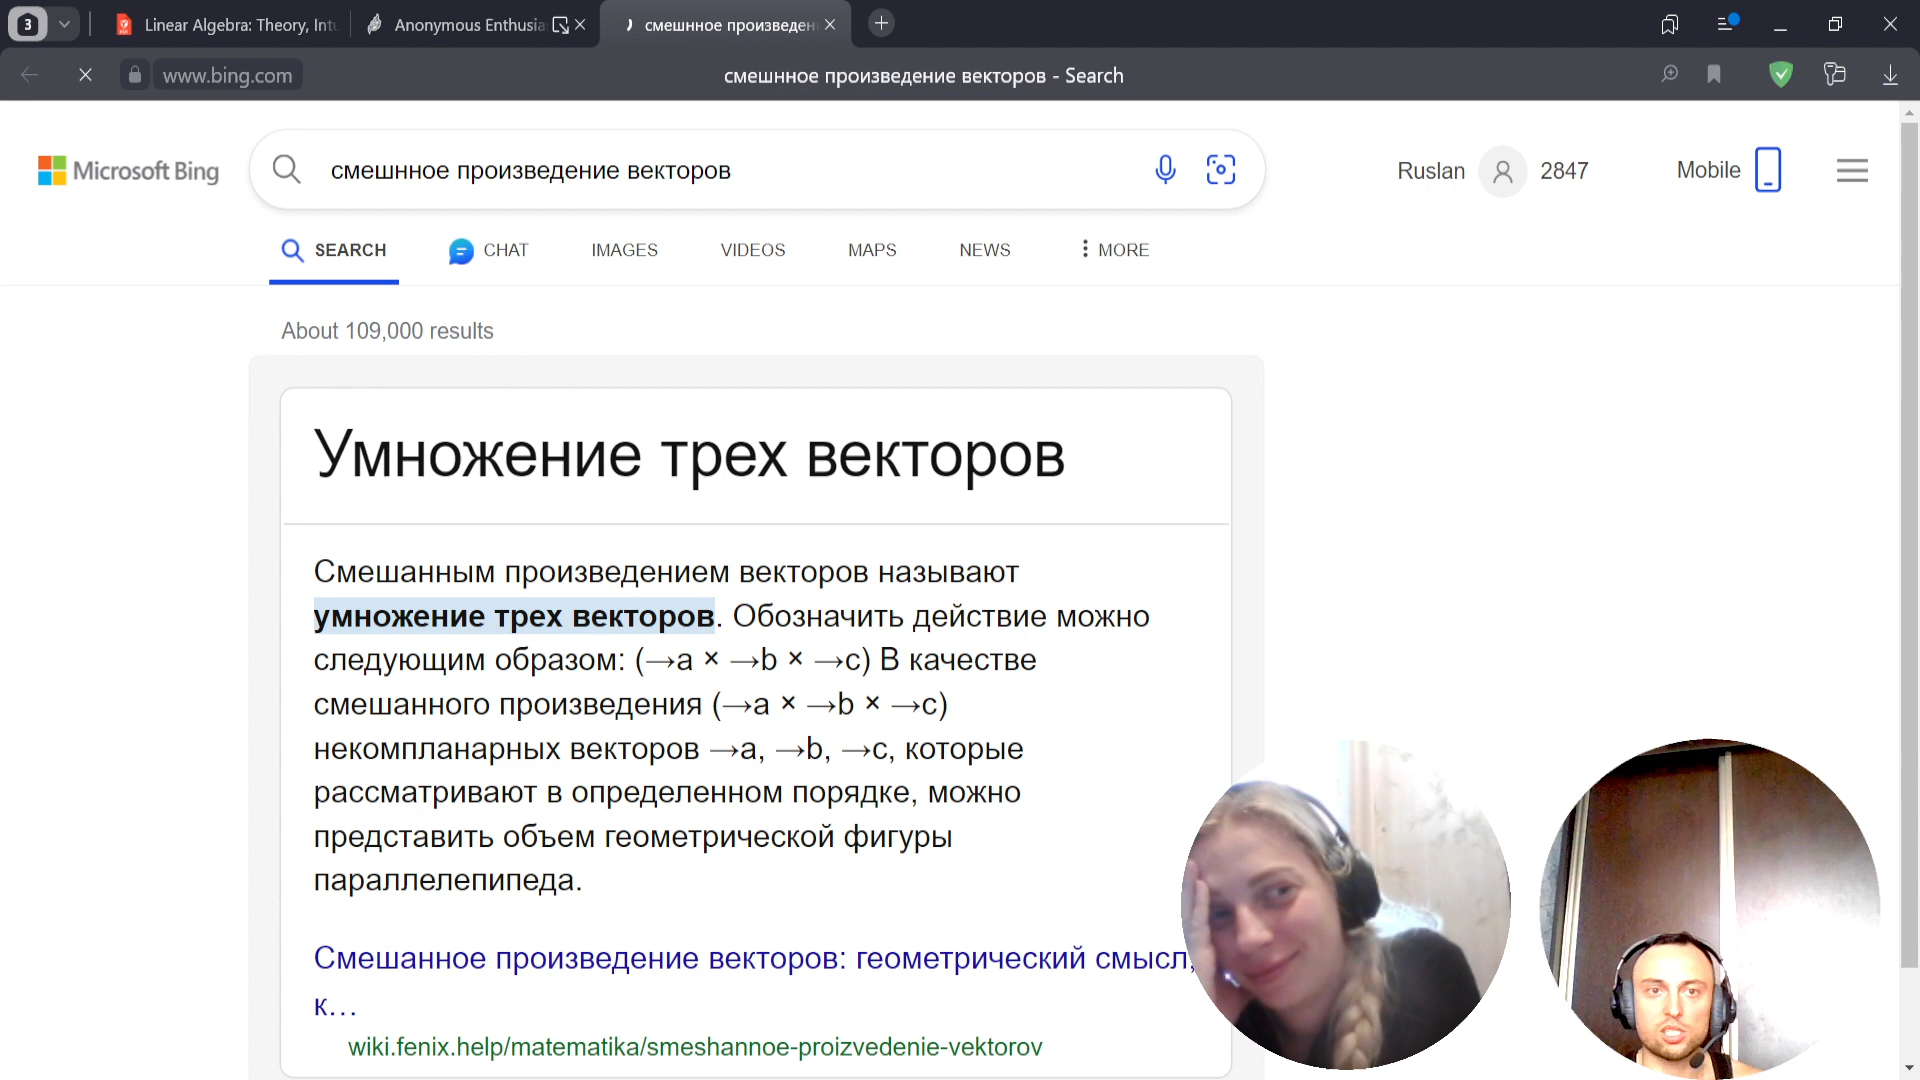 3
Linear Algebra: Theory, Intu
Anonymous Enthusia
смешнное произведен
www.bing.com
смешнное произведение векторов - Search
Microsoft Bing
смешнное произведение векторов
Ruslan
2847
Mobile
SEARCH
CHAT
IMAGES
VIDEOS
MAPS
NEWS
MORE
About 109,000 results
Умножение трех векторов
Смешанным произведением векторов называют
умножение трех векторов. Обозначить действие можно
следующим образом: (→a × →b × →c) В качестве
смешанного произведения (→a × →b × →c)
некомпланарных векторов →a, →b, →c, которые
рассматривают в определенном порядке, можно
представить объем геометрической фигуры
параллелепипеда.
Смешанное произведение векторов: геометрический смысл,
к...
wiki.fenix.help/matematika/smeshannoe-proizvedenie-vektorov